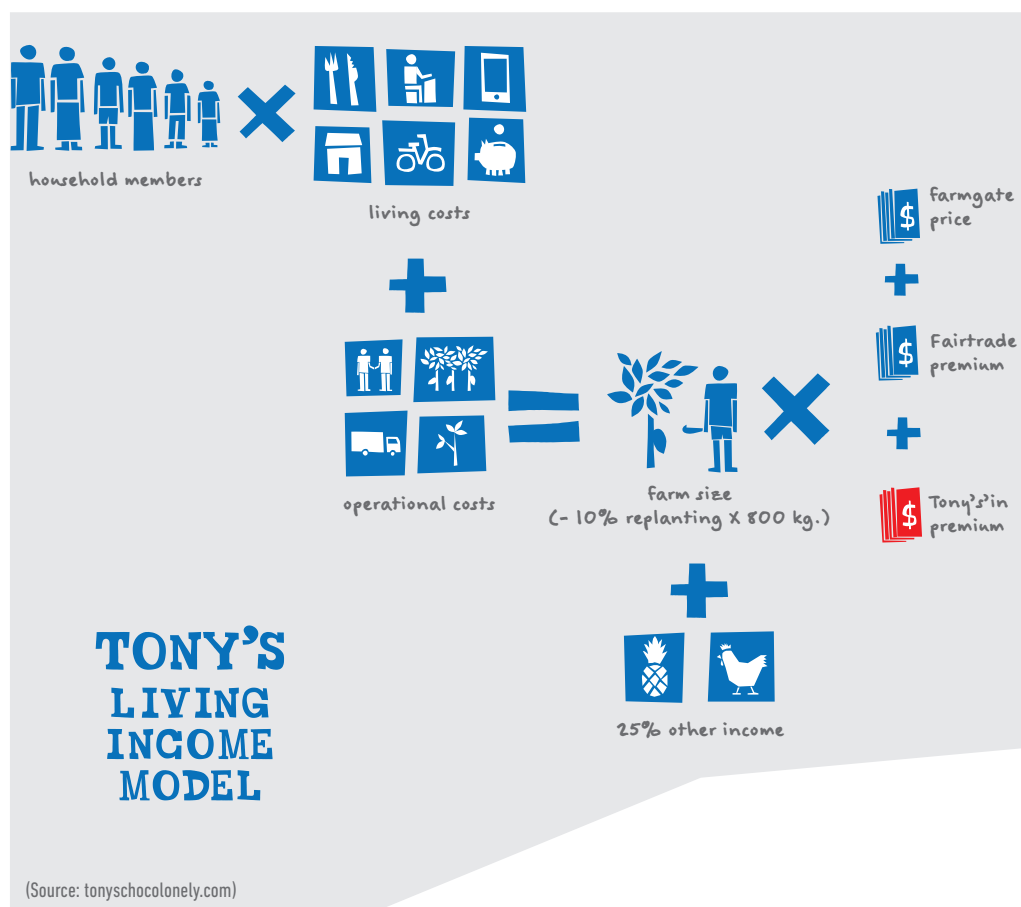 household members
living costs
farmgate
price
$
Fairtrade
premium
$
operational costs
farm size
(- 10% replanting X 800 kg.)
Tony's'in
premium
$
25% other income
TONY'S
LIVING
INCOME
MODEL
(Source: tonyschocolonely.com)